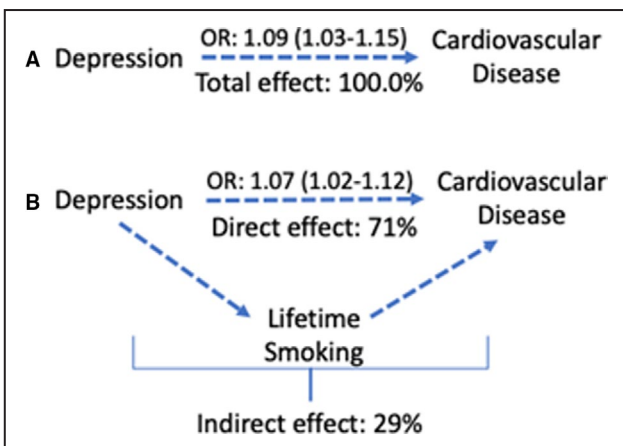 A Depression OR: 1.09 (1.03-1.15) Cardiovascular
Total effect: 100.0% Disease
B Depression OR: 1.07 (1.02-1.12) Cardiovascular
Direct effect: 71% Disease
Lifetime
Smoking
Indirect effect: 29%